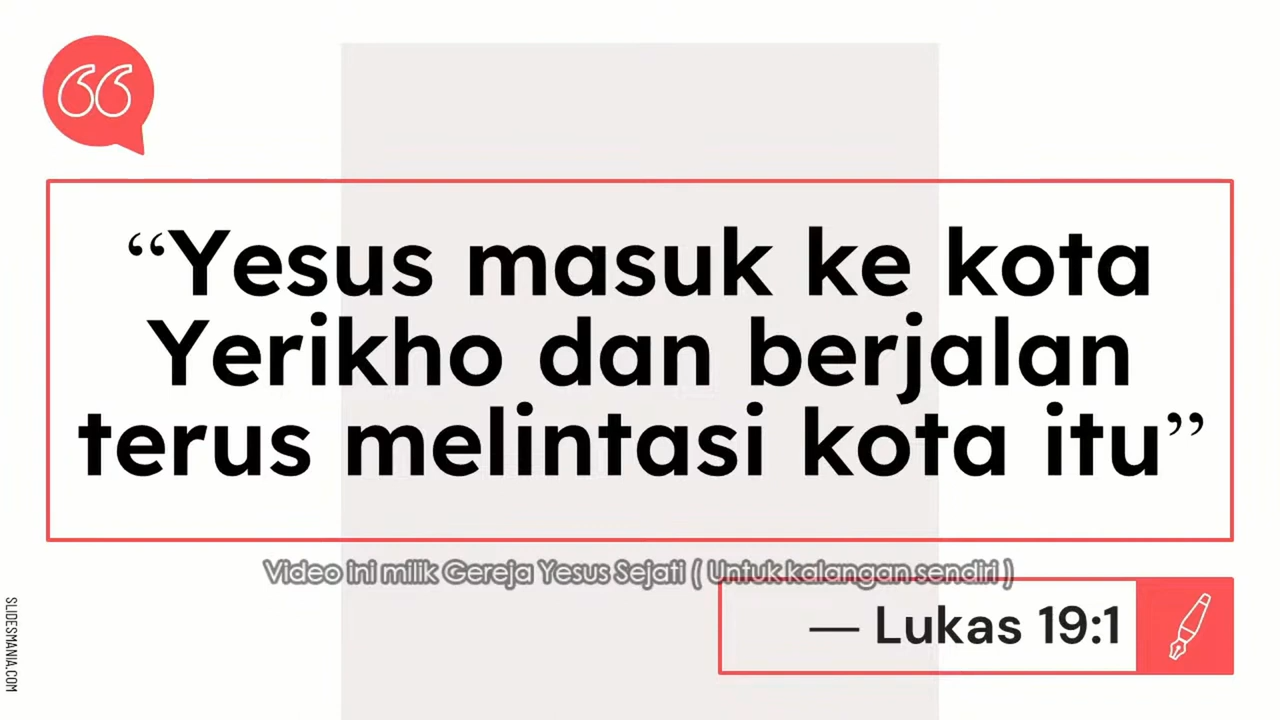 “Yesus masuk ke kota
Yerikho dan berjalan
terus melintasi kota itu”
Video ini milik Gereja Yesus Sejati ( Untuk kalangan sendiri )
— Lukas 19:1
SLIDESMANIA.COM